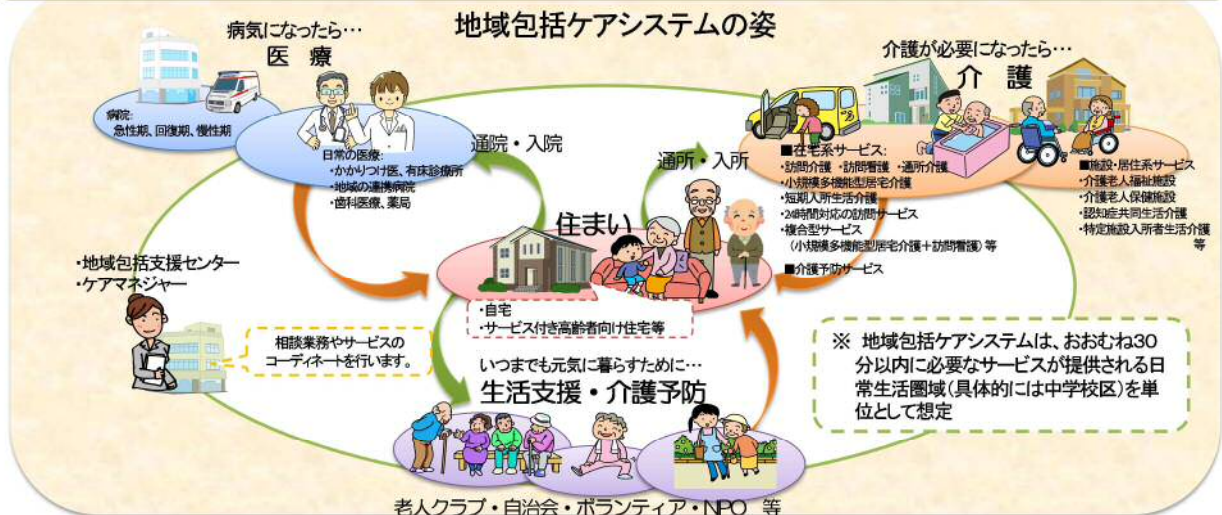 地域包括ケアシステムの姿
病気になったら…
医 療
病院:
急性期、回復期、慢性期
日常の医療:
・かかりつけ医、有床診療所
・地域の連携病院
・歯科医療、薬局
通院・入院
介護が必要になったら…
介 護
通所・入所
■在宅系サービス:
・訪問介護 ・訪問看護 ・通所介護
・小規模多機能型居宅介護
・短期入所生活介護
・24時間対応の訪問サービス
・複合型サービス
(小規模多機能型居宅介護+訪問看護)等
■介護予防サービス
■施設・居住系サービス
・介護老人福祉施設
・介護老人保健施設
・認知症共同生活介護
・特定施設入所者生活介護
等
住まい
・自宅
・サービス付き高齢者向け住宅等
・地域包括支援センター
・ケアマネジャー
相談業務やサービスの
コーディネートを行います。
いつまでも元気に暮らすために…
生活支援・介護予防
老人クラブ・自治会・ボランティア・NPO 等
※ 地域包括ケアシステムは、おおむね30
分以内に必要なサービスが提供される日
常生活圏域(具体的には中学校区)を単
位として想定